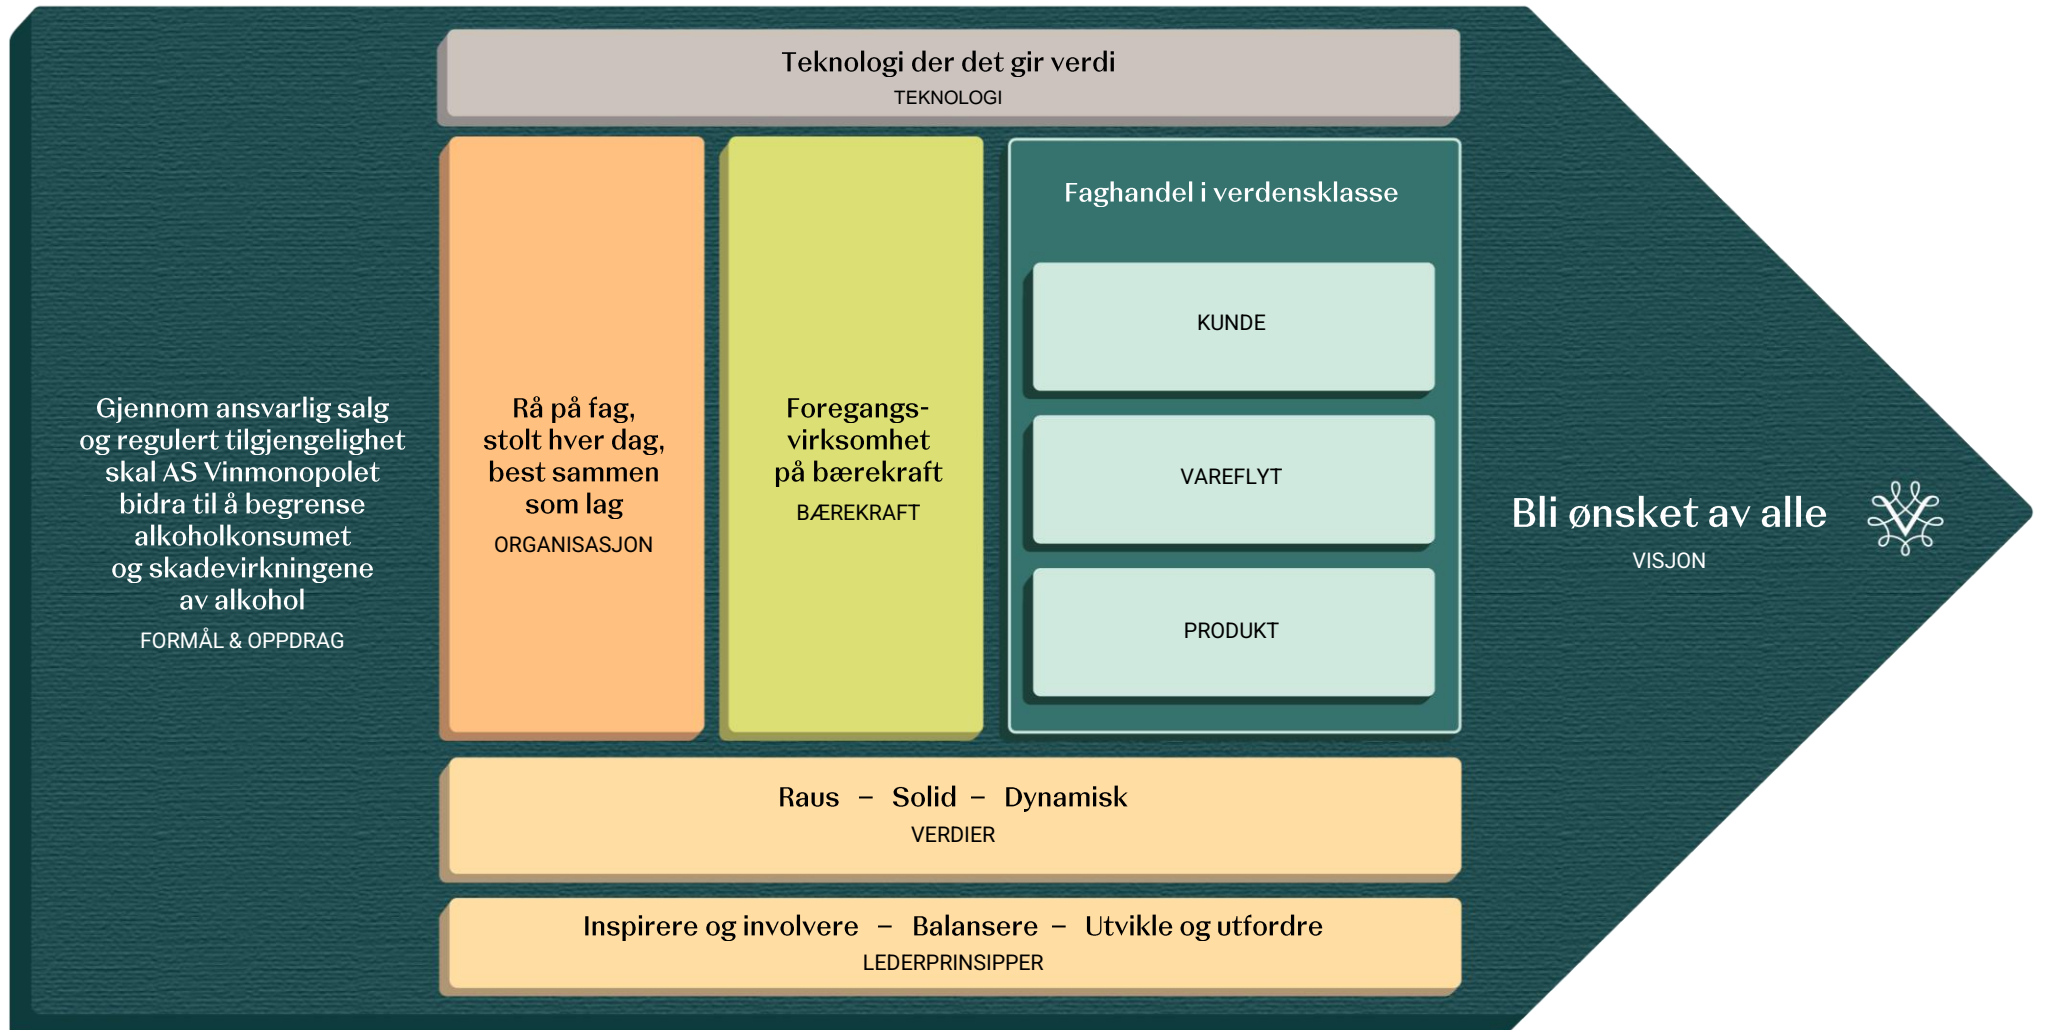 Teknologi der det gir verdi
TEKNOLOGI
Gjennom ansvarlig salg
og regulert tilgjengelighet
skal AS Vinmonopolet
bidra til å begrense
alkoholkonsumet
og skadevirkningene
av alkohol
FORMÅL & OPPDRAG
Rå på fag,
stolt hver dag,
best sammen
som lag
ORGANISASJON
Foregangs-
virksomhet
på bærekraft
BÆREKRAFT
Faghandel i verdensklasse
KUNDE
VAREFLYT
PRODUKT
Bli ønsket av alle
VISJON
Raus – Solid – Dynamisk
VERDIER
Inspirere og involvere – Balansere – Utvikle og utfordre
LEDERPRINSIPPER